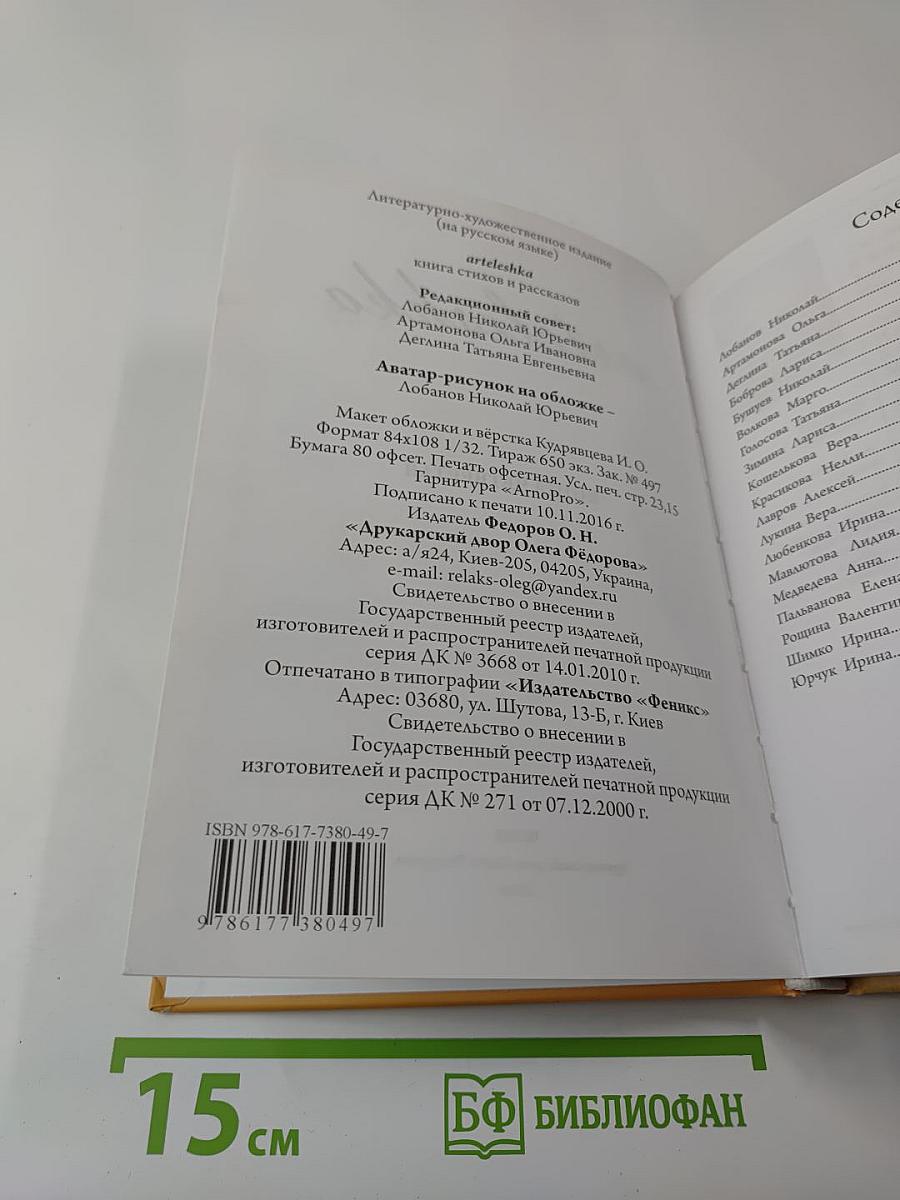 Литературно-художественное издание
(на русском языке)
arteleshka
книга стихов и рассказов
Редакционный совет:
Лобанов Николай Юрьевич
Артамонова Ольга Ивановна
Деглина Татьяна Евгеньевна
Аватар-рисунок на обложке –
Лобанов Николай Юрьевич
Макет обложки и вёрстка Кудрявцева И. О.
Формат 84х108 1/32. Тираж 650 экз. Зак. № 497
Бумага 80 офсет. Печать офсетная. Усл. печ. стр. 23,15
Гарнитура «ArnoPro».
Подписано к печати 10.11.2016 г.
Издатель Федоров О. Н.
«Друкарский двор Олега Фёдорова»
Адрес: а/я24, Киев-205, 04205, Украина,
e-mail: relaks-oleg@yandex.ru
Свидетельство о внесении в
Государственный реестр издателей,
изготовителей и распространителей печатной продукции
серия ДК № 3668 от 14.01.2010 г.
Отпечатано в типографии «Издательство «Феникс»
Адрес: 03680, ул. Шутова, 13-Б, г. Киев
Свидетельство о внесении в
Государственный реестр издателей,
изготовителей и распространителей печатной продукции
серия ДК № 271 от 07.12.2000 г.
ISBN 978-617-7380-49-7
9 786177 380497
Соде
Лобанов Николай
Артамонова Ольга
Деглина Татьяна
Боброва Лариса
Бушуев Николай
Волкова Марго
Голосова Татьяна
Зимина Лариса
Кошелькова Вера
Красикова Нелли
Лавров Алексей
Лукина Вера
Любенкова Ирина
Мавлютова Лидия
Медведева Анна
Пальванова Елена
Рощина Валентин
Шимко Ирина
Юрчук Ирина
15 см
БФ БИБЛИОФАН